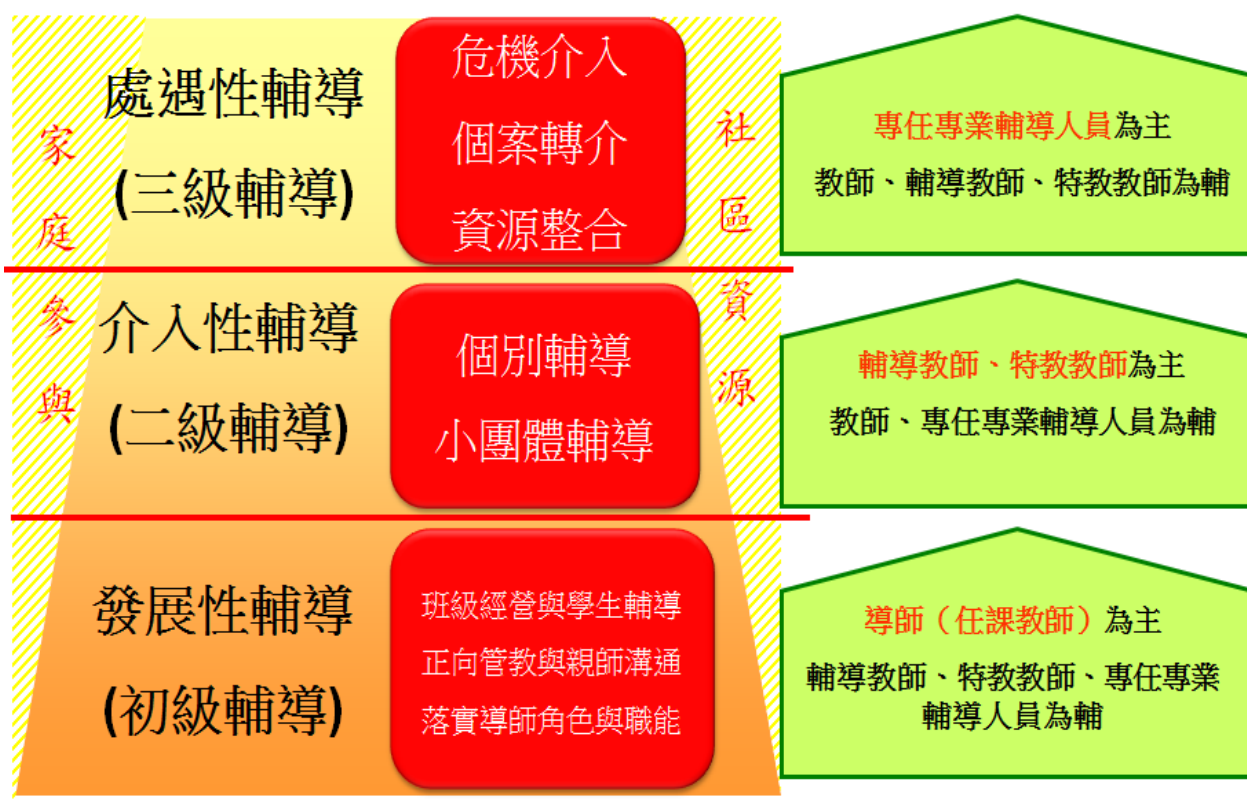 家庭參與
處遇性輔導
(三級輔導)
危機介入
個案轉介
資源整合
社區資源
專任專業輔導人員為主
教師、輔導教師、特教教師為輔
介入性輔導
(二級輔導)
個別輔導
小團體輔導
輔導教師、特教教師為主
教師、專任專業輔導人員為輔
發展性輔導
(初級輔導)
班級經營與學生輔導
正向管教與親師溝通
落實導師角色與職能
導師（任課教師）為主
輔導教師、特教教師、專任專業
輔導人員為輔